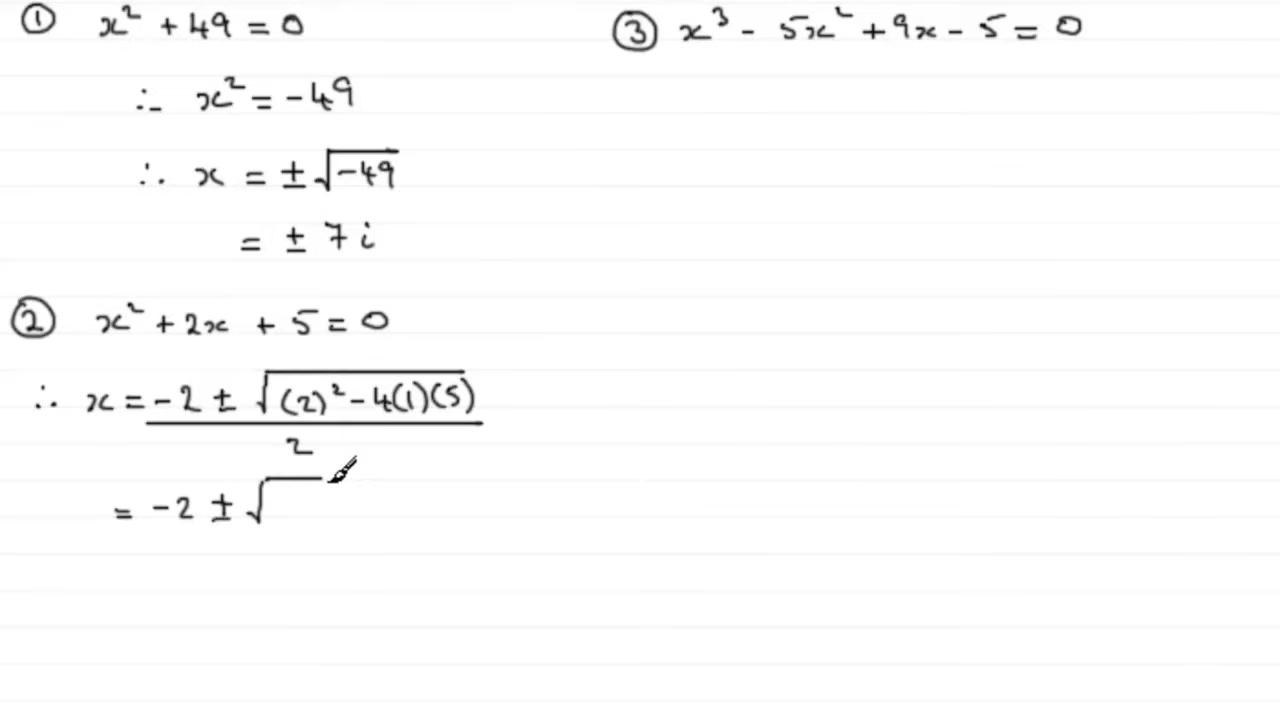 ① x² + 49 = 0
∴ x² = -49
∴ x = ± √-49
= ± 7i
② x² + 2x + 5 = 0
∴ x = -2 ± √(2)² - 4(1)(5)
2
= -2 ± √
③ x³ - 5x² + 9x - 5 = 0